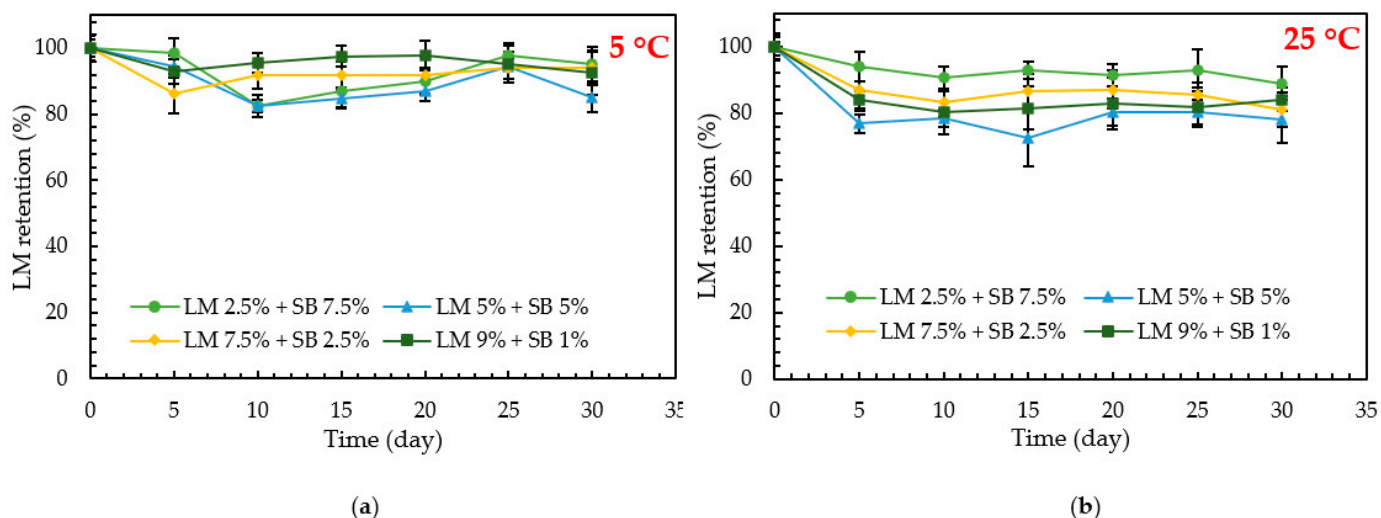 5 °C
LM retention (%)
100
80
60
40
20
0
LM 2.5% + SB 7.5%
LM 5% + SB 5%
LM 7.5% + SB 2.5%
LM 9% + SB 1%
0 5 10 15 20 25 30 35
Time (day)
(a)
25 °C
LM retention (%)
100
80
60
40
20
0
LM 2.5% + SB 7.5%
LM 5% + SB 5%
LM 7.5% + SB 2.5%
LM 9% + SB 1%
0 5 10 15 20 25 30 35
Time (day)
(b)